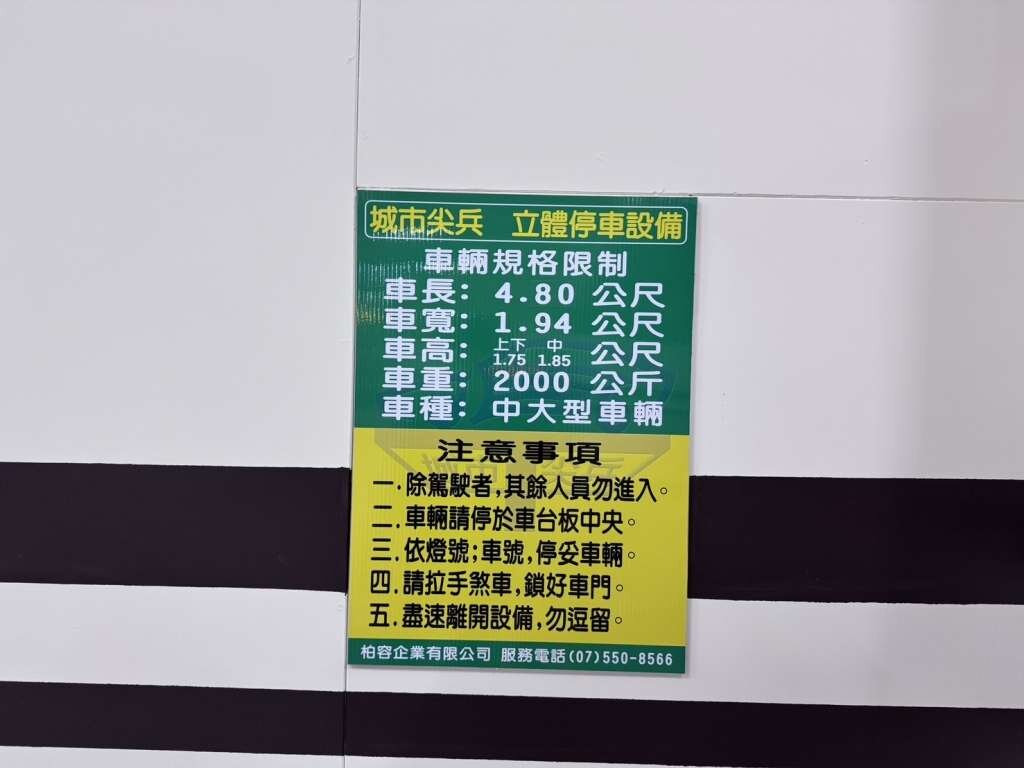 城市尖兵 立體停車設備
車輛規格限制
車長: 4.80 公尺
車寬: 1.94 公尺
車高: 上下 1.75 中 1.85 公尺
車重: 2000 公斤
車種: 中大型車輛
注意事項
一.除駕駛者,其餘人員勿進入。
二.車輛請停於車台板中央。
三.依燈號;車號,停妥車輛。
四.請拉手煞車,鎖好車門。
五.盡速離開設備,勿逗留。
城市尖兵
柏容企業有限公司 服務電話(07)550-8566